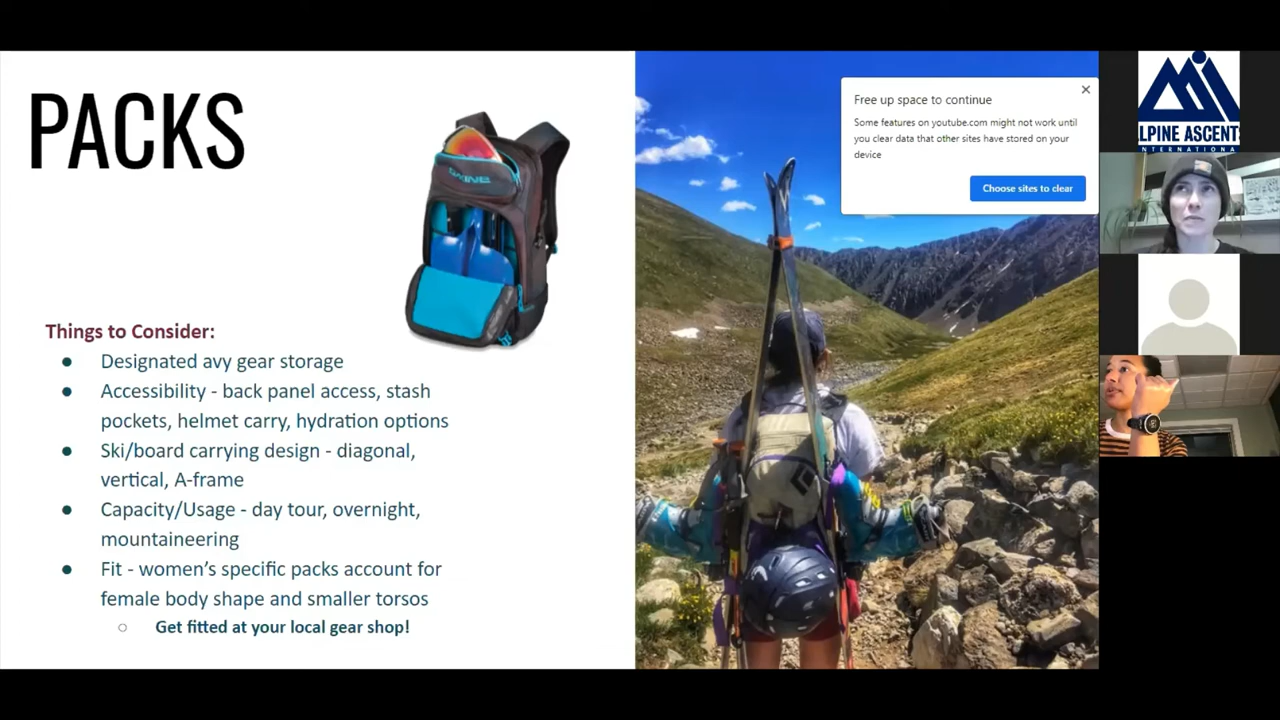 PACKS
DAKINE
Things to Consider:
● Designated avy gear storage
● Accessibility - back panel access, stash
pockets, helmet carry, hydration options
● Ski/board carrying design - diagonal,
vertical, A-frame
● Capacity/Usage - day tour, overnight,
mountaineering
● Fit - women's specific packs account for
female body shape and smaller torsos
○ Get fitted at your local gear shop!
Free up space to continue
Some features on youtube.com might not work until
you clear data that other sites have stored on your
device
Choose sites to clear
LPINE ASCENT
NTERNATIONA